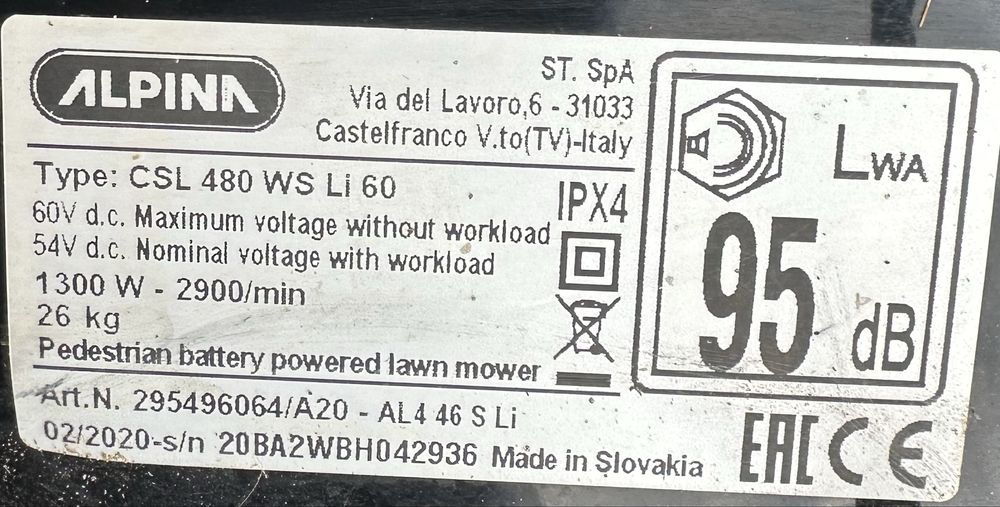 ALPINA
ST. SpA
Via del Lavoro,6 - 31033
Castelfranco V.to(TV)-Italy
Type: CSL 480 WS Li 60
60V d.c. Maximum voltage without workload
54V d.c. Nominal voltage with workload
1300 W - 2900/min
26 kg
Pedestrian battery powered lawn mower
IPX4
LWA
95 dB
Art.N. 295496064/A20 - AL4 46 S Li
02/2020-s/n 20BA2WBH042936 Made in Slovakia
EAC CE